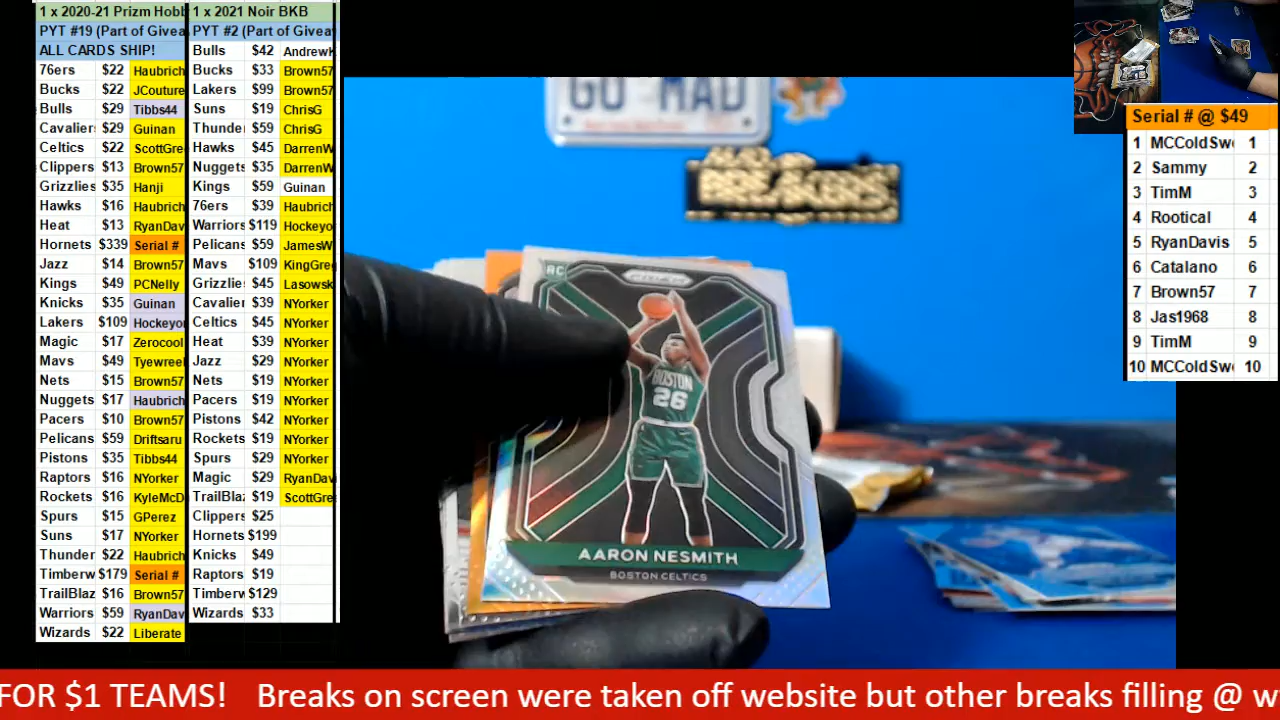 1 x 2020-21 Prizm Hobb
PYT #19 (Part of Giveaw
ALL CARDS SHIP!
76ers $22 Haubrich
Bucks $22 JCouture
Bulls $29 Tibbs44
Cavaliers $29 Guinan
Celtics $22 ScottGre
Clippers $13 Brown57
Grizzlies $35 Hanji
Hawks $16 Haubrich
Heat $13 RyanDav
Hornets $339 Serial #
Jazz $14 Brown57
Kings $49 PCNelly
Knicks $35 Guinan
Lakers $109 Hockeyo
Magic $17 Zerocool
Mavs $49 Tyewree
Nets $15 Brown57
Nuggets $17 Haubrich
Pacers $10 Brown57
Pelicans $59 Driftsaru
Pistons $35 Tibbs44
Raptors $16 NYorker
Rockets $16 KyleMcD
Spurs $15 GPerez
Suns $17 NYorker
Thunder $22 Haubrich
Timberw $179 Serial #
TrailBlaz $16 Brown57
Warriors $59 RyanDav
Wizards $22 Liberate
1 x 2021 Noir BKB
PYT #2 (Part of Giveaw
Bulls $42 AndrewK
Bucks $33 Brown57
Lakers $99 Brown57
Suns $19 ChrisG
Thunde $59 ChrisG
Hawks $45 DarrenW
Nuggets $35 DarrenW
Kings $59 Guinan
76ers $39 Haubrich
Warriors $119 Hockeyo
Pelicans $59 JamesW
Mavs $109 KingGre
Grizzlie $45 Lasowsk
Cavalier $39 NYorker
Celtics $45 NYorker
Heat $39 NYorker
Jazz $29 NYorker
Nets $19 NYorker
Pacers $19 NYorker
Pistons $42 NYorker
Rockets $19 NYorker
Spurs $29 NYorker
Magic $29 RyanDav
TrailBlaz $19 ScottGre
Clippers $25
Hornets $199
Knicks $49
Raptors $19
Timberw $129
Wizards $33
GO MAD
BREAKERS
RC
PRIZM
BOSTON
26
AARON NESMITH
BOSTON CELTICS
Serial # @ $49
1 MCColdSw 1
2 Sammy 2
3 TimM 3
4 Rootical 4
5 RyanDavis 5
6 Catalano 6
7 Brown57 7
8 Jas1968 8
9 TimM 9
10 MCColdSw 10
FOR $1 TEAMS! Breaks on screen were taken off website but other breaks filling @ w